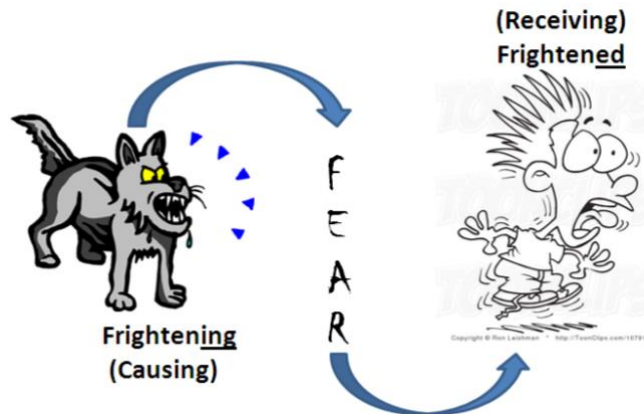 (Receiving)
Frightened
F
E
A
R
Frightening
(Causing)